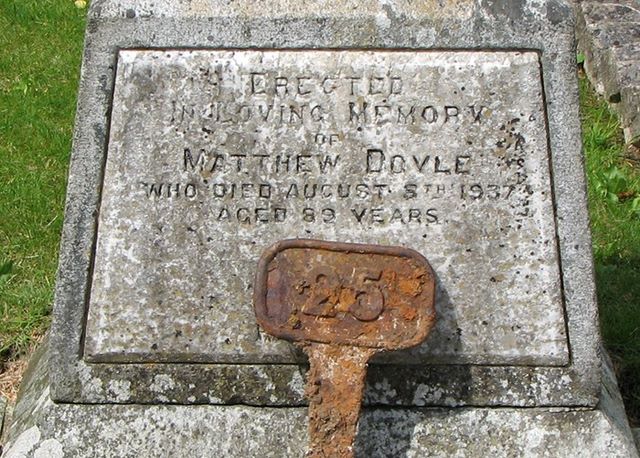 ERECTED
IN LOVING MEMORY
OF
MATTHEW DOYLE
WHO DIED AUGUST 8TH 1937
AGED 89 YEARS.
25